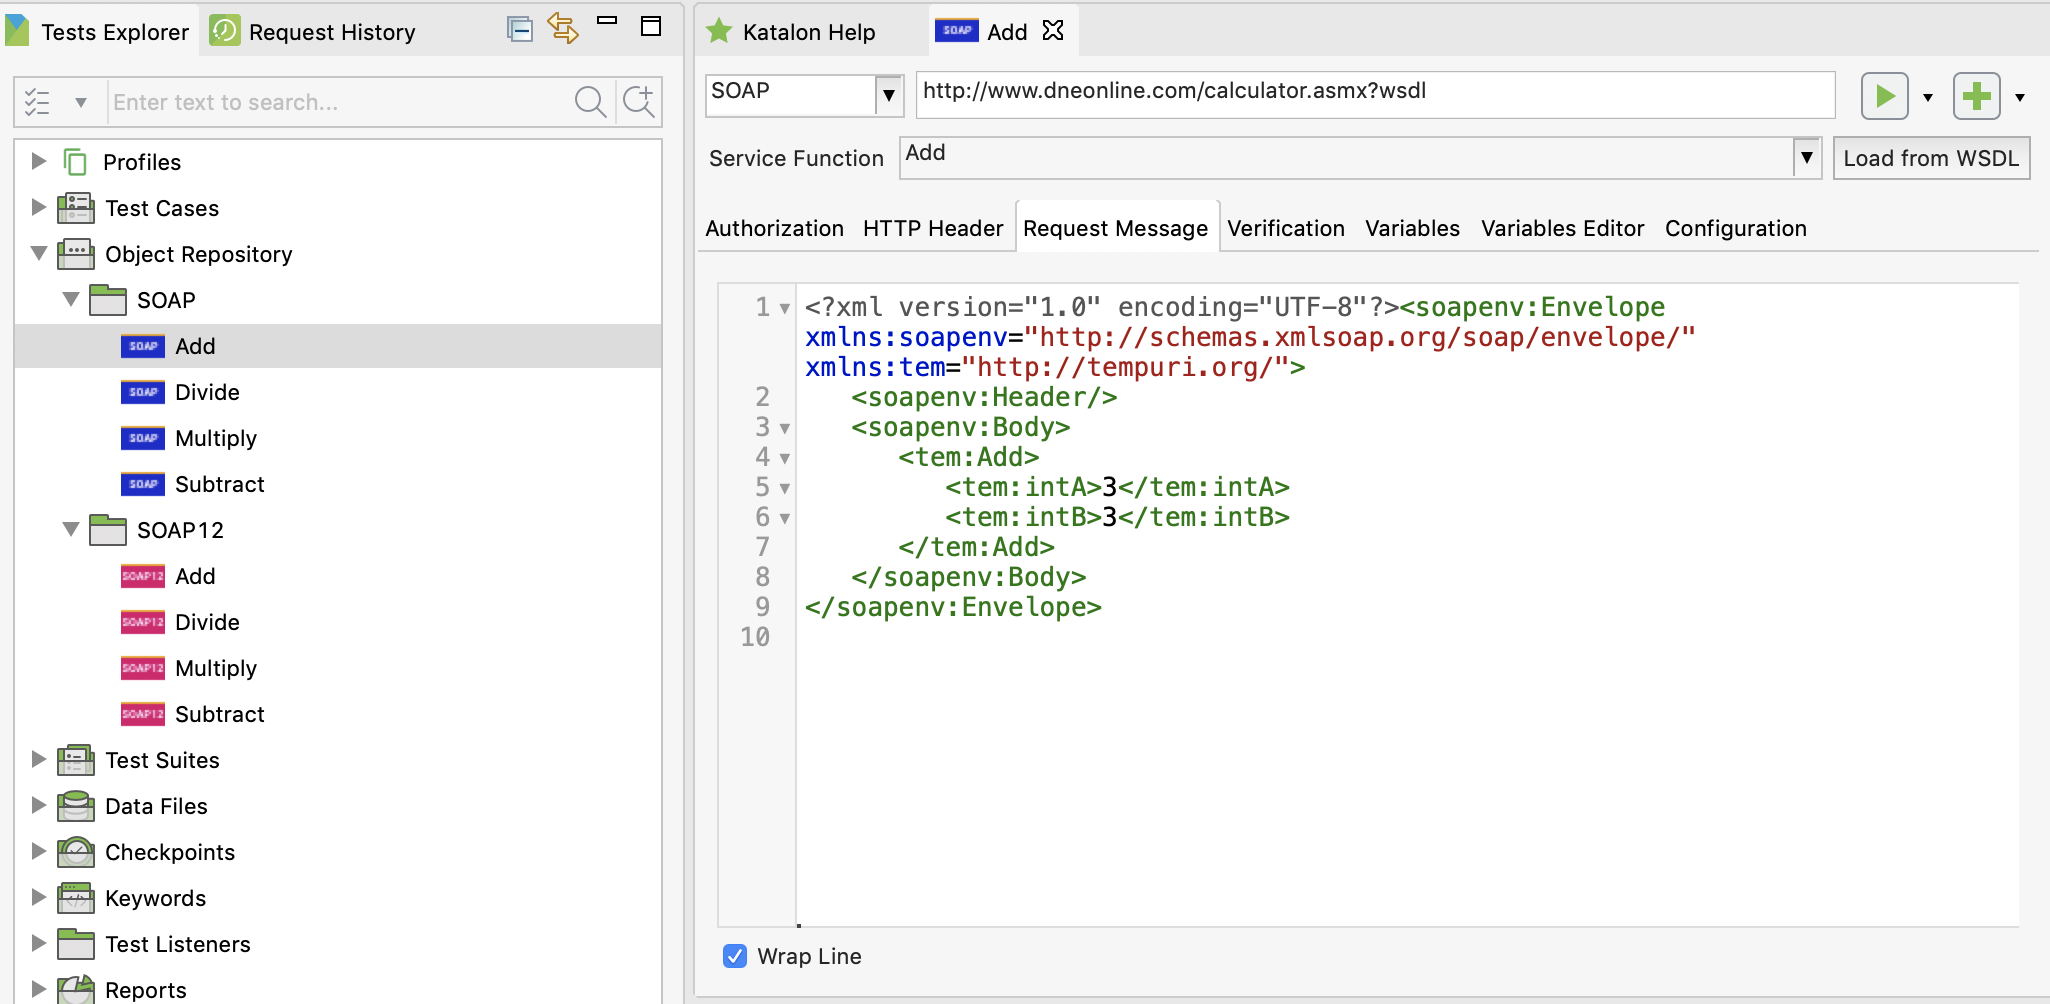 Tests Explorer
Request History
Enter text to search...
Profiles
Test Cases
Object Repository
SOAP
SOAP Add
SOAP Divide
SOAP Multiply
SOAP Subtract
SOAP12
SOAP12 Add
SOAP12 Divide
SOAP12 Multiply
SOAP12 Subtract
Test Suites
Data Files
Checkpoints
Keywords
Test Listeners
Reports
Katalon Help
SOAP Add
SOAP
http://www.dneonline.com/calculator.asmx?wsdl
Service Function
Add
Load from WSDL
Authorization
HTTP Header
Request Message
Verification
Variables
Variables Editor
Configuration
1 <?xml version="1.0" encoding="UTF-8"?><soapenv:Envelope
xmlns:soapenv="http://schemas.xmlsoap.org/soap/envelope/"
xmlns:tem="http://tempuri.org/">
2 <soapenv:Header/>
3 <soapenv:Body>
4 <tem:Add>
5 <tem:intA>3</tem:intA>
6 <tem:intB>3</tem:intB>
7 </tem:Add>
8 </soapenv:Body>
9 </soapenv:Envelope>
10
Wrap Line